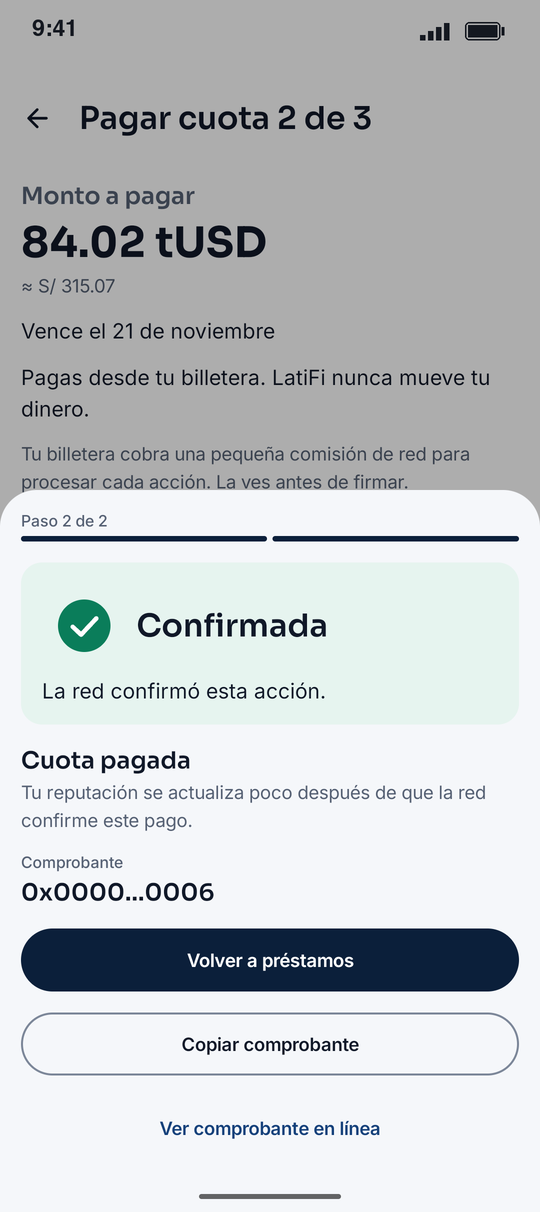 9:41
Pagar cuota 2 de 3
Monto a pagar
84.02 tUSD
≈ S/ 315.07
Vence el 21 de noviembre
Pagas desde tu billetera. LatiFi nunca mueve tu
dinero.
Tu billetera cobra una pequeña comisión de red para
procesar cada acción. La ves antes de firmar.
Paso 2 de 2
Confirmada
La red confirmó esta acción.
Cuota pagada
Tu reputación se actualiza poco después de que la red
confirme este pago.
Comprobante
0x0000…0006
Volver a préstamos
Copiar comprobante
Ver comprobante en línea